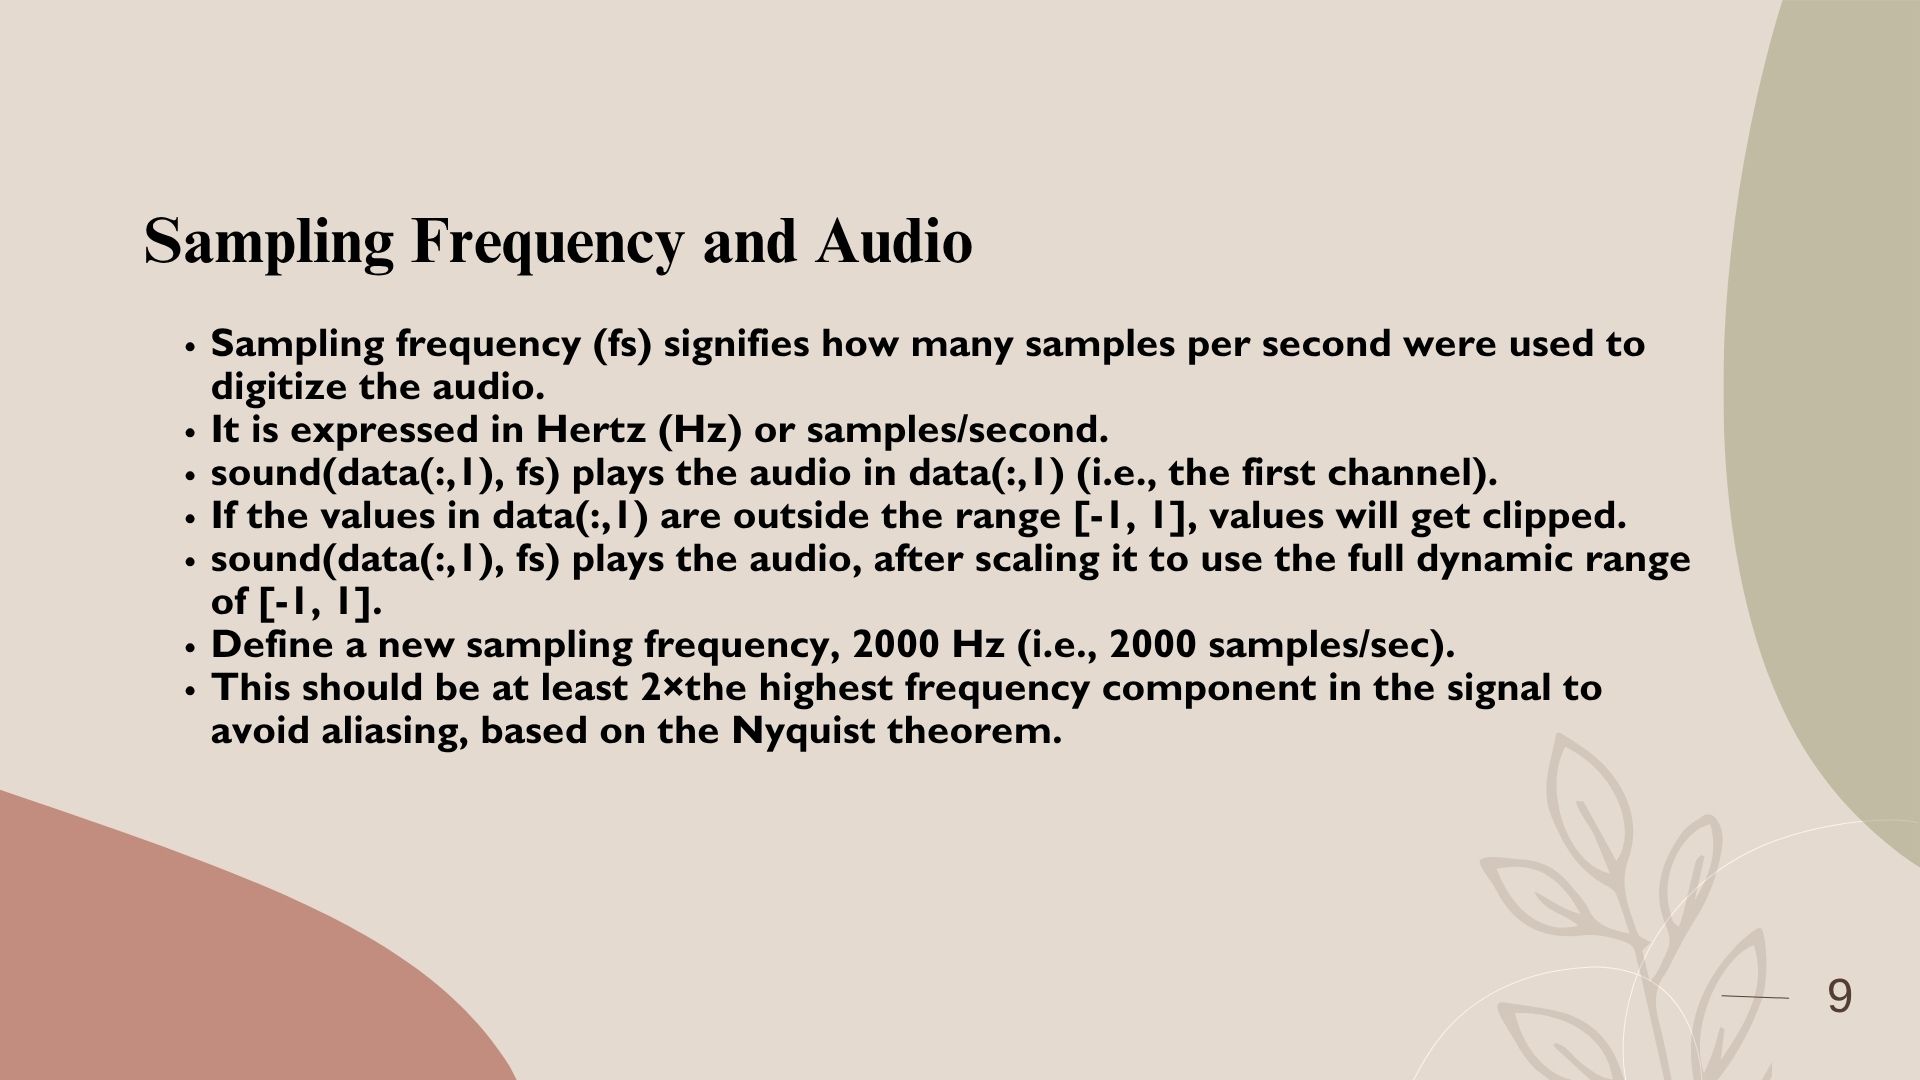 Sampling Frequency and Audio
• Sampling frequency (fs) signifies how many samples per second were used to
digitize the audio.
• It is expressed in Hertz (Hz) or samples/second.
• sound(data(:,1), fs) plays the audio in data(:,1) (i.e., the first channel).
• If the values in data(:,1) are outside the range [-1, 1], values will get clipped.
• sound(data(:,1), fs) plays the audio, after scaling it to use the full dynamic range
of [-1, 1].
• Define a new sampling frequency, 2000 Hz (i.e., 2000 samples/sec).
• This should be at least 2×the highest frequency component in the signal to
avoid aliasing, based on the Nyquist theorem.
9